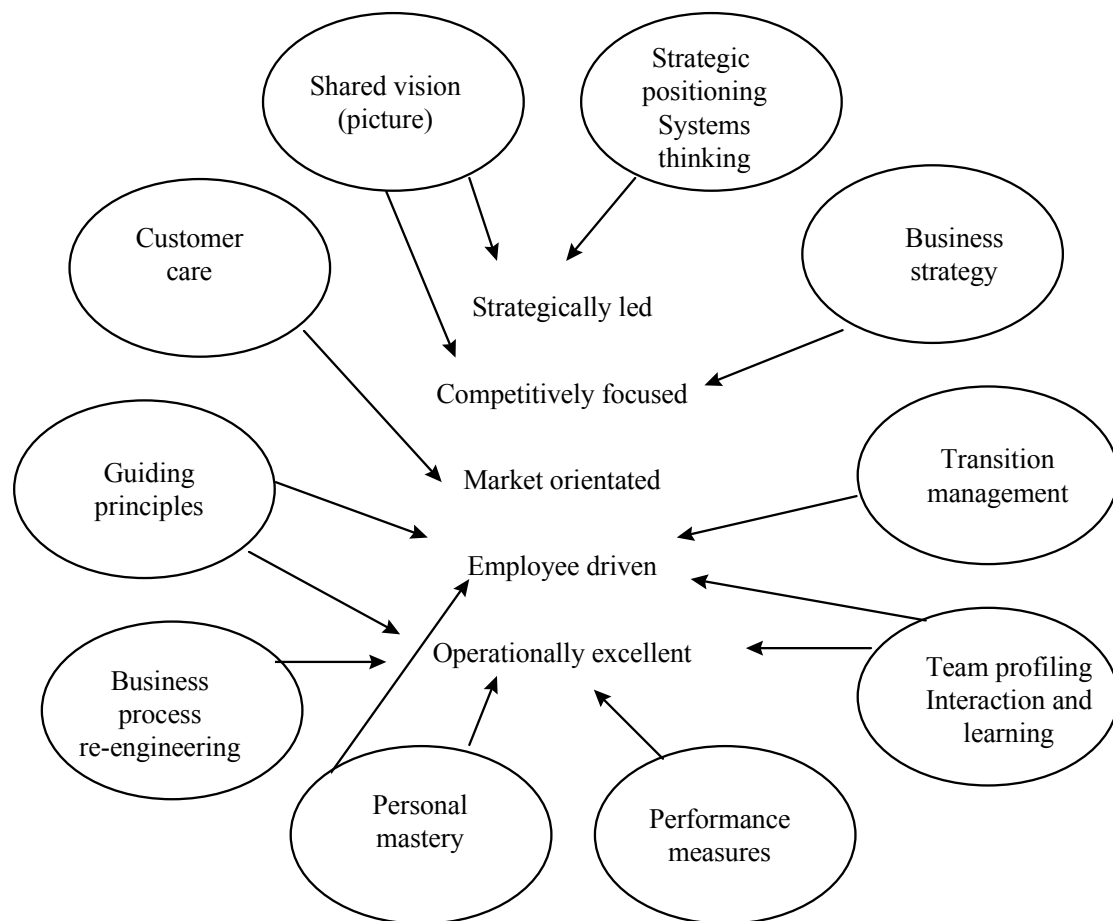 Shared vision
(picture)
Strategic
positioning
Systems
thinking
Customer
care
Business
strategy
Strategically led
Competitively focused
Market orientated
Guiding
principles
Transition
management
Employee driven
Operationally excellent
Business
process
re-engineering
Team profiling
Interaction and
learning
Personal
mastery
Performance
measures